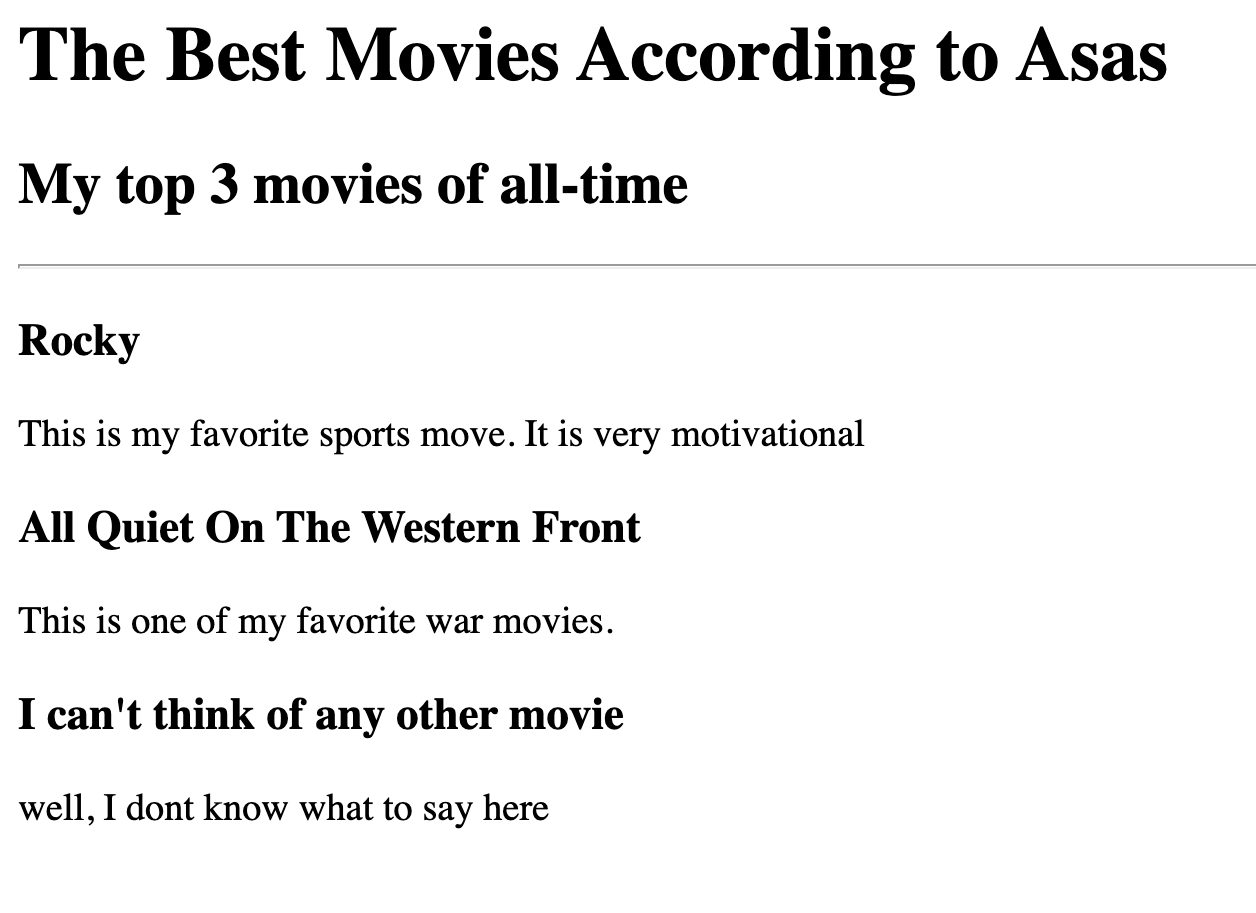 The Best Movies According to Asas
My top 3 movies of all-time
Rocky
This is my favorite sports move. It is very motivational
All Quiet On The Western Front
This is one of my favorite war movies.
I can't think of any other movie
well, I dont know what to say here